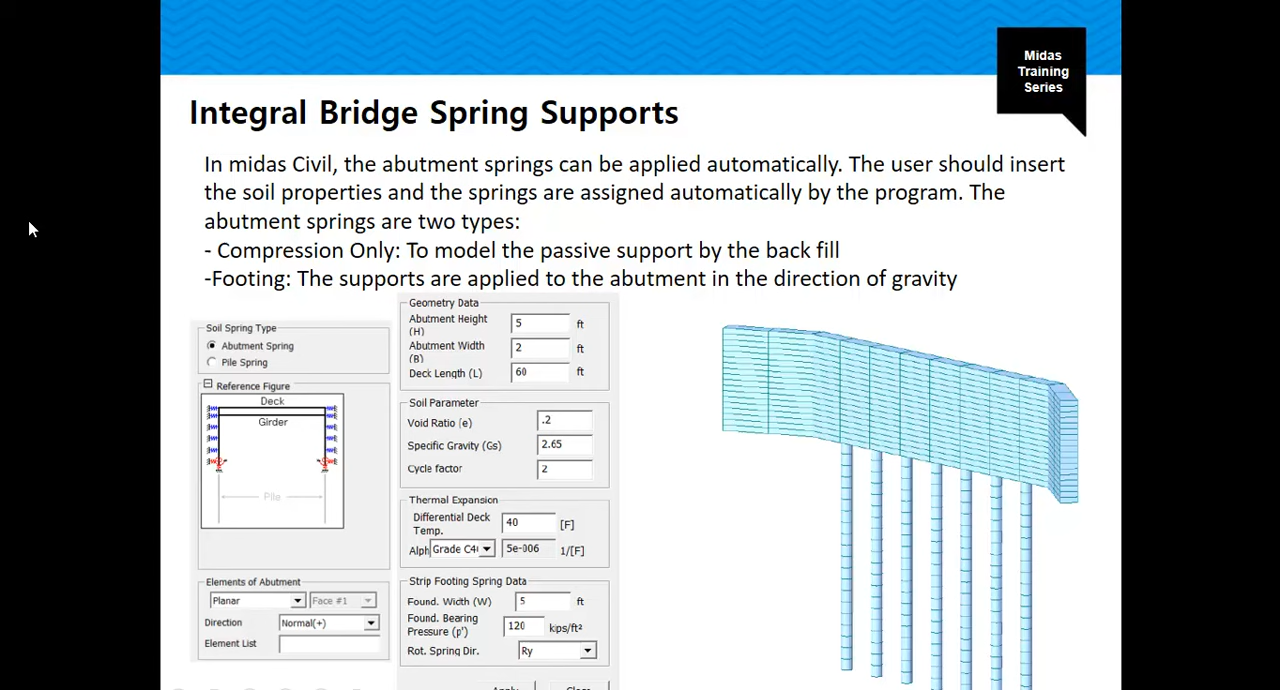 Midas
Training
Series
Integral Bridge Spring Supports
In midas Civil, the abutment springs can be applied automatically. The user should insert
the soil properties and the springs are assigned automatically by the program. The
abutment springs are two types:
- Compression Only: To model the passive support by the back fill
-Footing: The supports are applied to the abutment in the direction of gravity
Soil Spring Type
Abutment Spring
Pile Spring
Reference Figure
Deck
Girder
Pile
Elements of Abutment
Planar Face #1
Direction Normal(+)
Element List
Geometry Data
Abutment Height
(H) 5 ft
Abutment Width
(B) 2 ft
Deck Length (L) 60 ft
Soil Parameter
Void Ratio (e) .2
Specific Gravity (Gs) 2.65
Cycle factor 2
Thermal Expansion
Differential Deck
Temp. 40 [F]
Alph Grade C4 5e-006 1/[F]
Strip Footing Spring Data
Found. Width (W) 5 ft
Found. Bearing
Pressure (p') 120 kips/ft²
Rot. Spring Dir. Ry
Apply Close